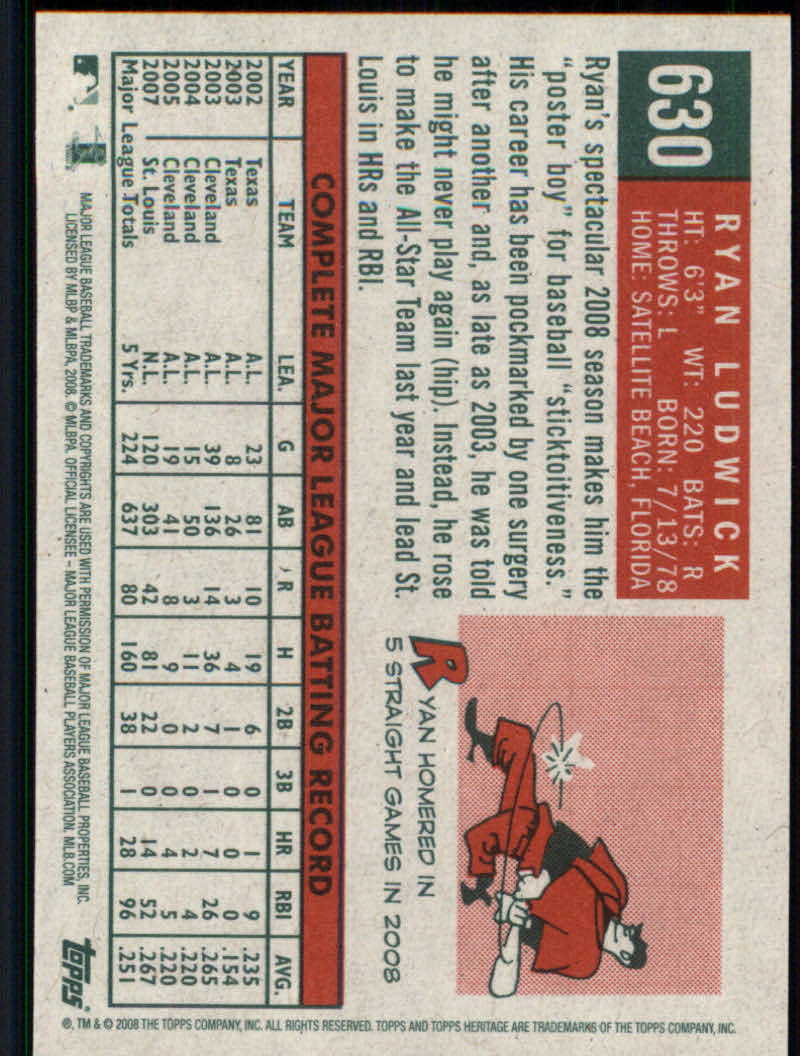 630
RYAN LUDWICK
HT: 6'3" WT: 220 BATS: R
THROWS: L BORN: 7/13/78
HOME: SATELLITE BEACH, FLORIDA
Ryan's spectacular 2008 season makes him the
"poster boy" for baseball "sticktoitiveness."
His career has been pockmarked by one surgery
after another and, as late as 2003, he was told
he might never play again (hip). Instead, he rose
to make the All-Star Team last year and lead St.
Louis in HRs and RBI.
RYAN HOMERED IN
5 STRAIGHT GAMES IN 2008
COMPLETE MAJOR LEAGUE BATTING RECORD
YEAR TEAM LEA. G AB R H 2B 3B HR RBI AVG.
2002 Texas A.L. 23 81 10 19 6 0 1 9 .235
2003 Texas A.L. 8 26 3 4 1 0 0 0 .154
2003 Cleveland A.L. 39 136 14 36 7 1 7 26 .265
2004 Cleveland A.L. 15 50 3 11 2 0 2 4 .220
2005 Cleveland A.L. 19 41 8 9 0 0 4 5 .220
2007 St. Louis N.L. 120 303 42 81 22 0 14 52 .267
Major League Totals 5 Yrs. 224 637 80 160 38 1 28 96 .251
MAJOR LEAGUE BASEBALL TRADEMARKS AND COPYRIGHTS ARE USED WITH PERMISSION OF MAJOR LEAGUE BASEBALL PROPERTIES, INC.
LICENSED BY MLBP & MLBPA, 2008. © MLBPA OFFICIAL LICENSEE – MAJOR LEAGUE BASEBALL PLAYERS ASSOCIATION. MLB.COM
topps®
®, TM & © 2008 THE TOPPS COMPANY, INC. ALL RIGHTS RESERVED. TOPPS AND TOPPS HERITAGE ARE TRADEMARKS OF THE TOPPS COMPANY, INC.